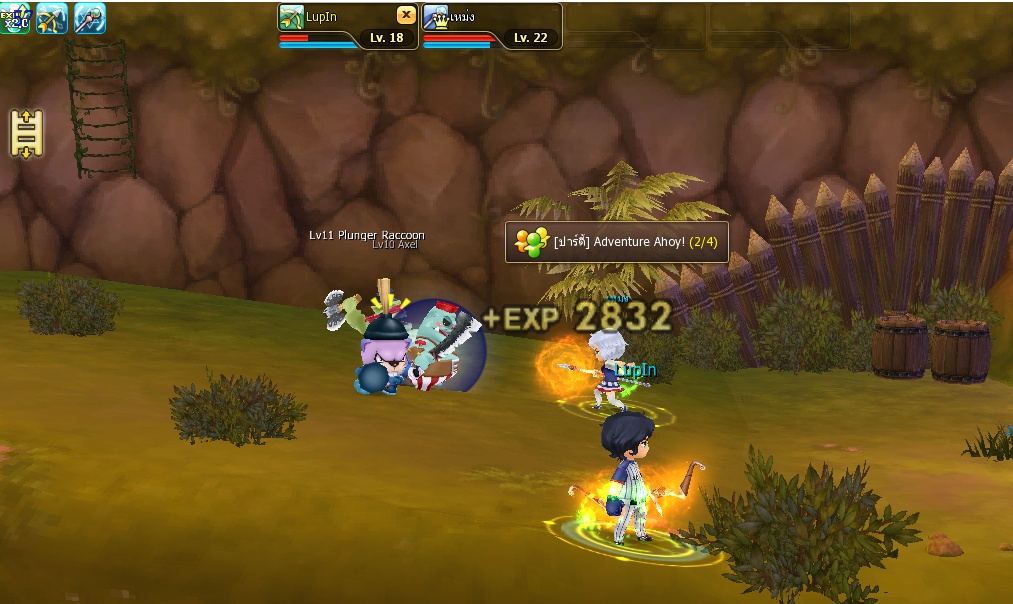 EXP
x2.0
LupIn
Lv. 18
เหม่ง
Lv. 22
Lv11 Plunger Raccoon
Lv10 Axel
[ปาร์ตี้] Adventure Ahoy! (2/4)
+EXP 2832
LupIn